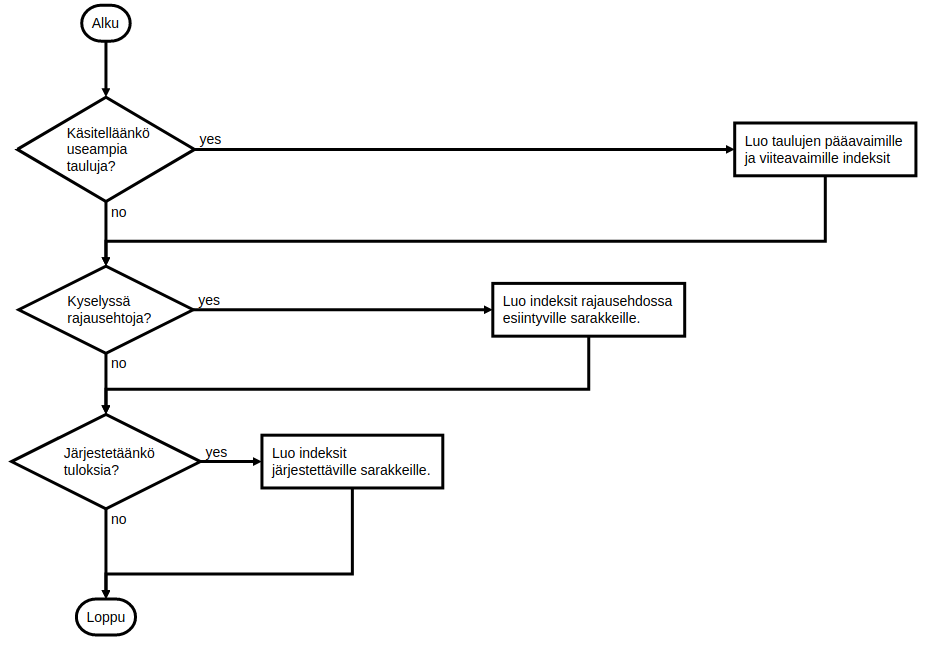 Alku
Käsitelläänkö
useampia
tauluja?
yes
Luo taulujen pääavaimille
ja viiteavaimille indeksit
no
Kyselyssä
rajausehtoja?
yes
Luo indeksit rajausehdossa
esiintyville sarakkeille.
no
Järjestetäänkö
tuloksia?
yes
Luo indeksit
järjestettäville sarakkeille.
no
Loppu